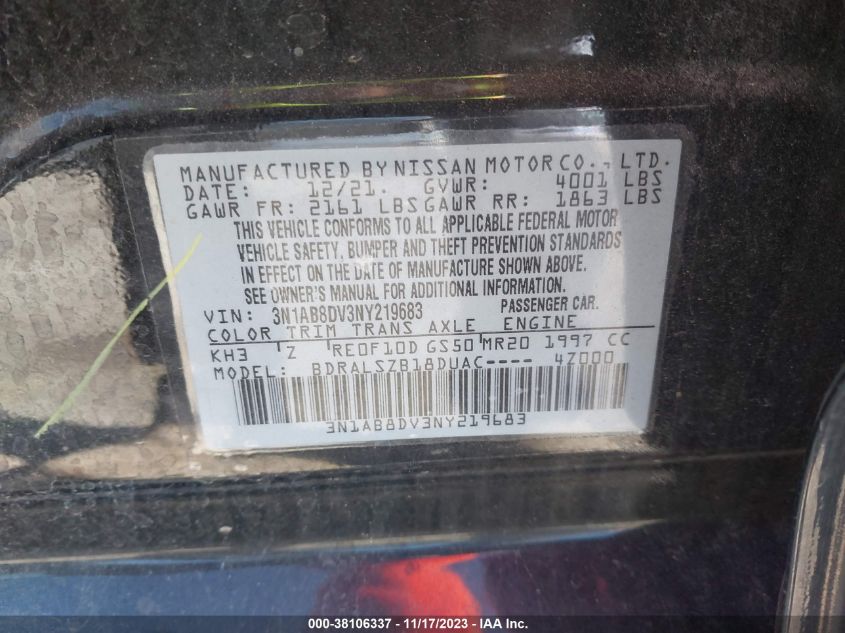 MANUFACTURED BY NISSAN MOTOR CO., LTD.
DATE: 12/21. GVWR: 4001 LBS
GAWR FR: 2161 LBS GAWR RR: 1863 LBS
THIS VEHICLE CONFORMS TO ALL APPLICABLE FEDERAL MOTOR
VEHICLE SAFETY, BUMPER AND THEFT PREVENTION STANDARDS
IN EFFECT ON THE DATE OF MANUFACTURE SHOWN ABOVE.
SEE OWNER'S MANUAL FOR ADDITIONAL INFORMATION.
VIN: 3N1AB8DV3NY219683 PASSENGER CAR.
COLOR TRIM TRANS AXLE ENGINE
KH3 Z RE0F10D GS50 MR20 1997 CC
MODEL: BDRALSZB18DUAC---- 4Z000
3N1AB8DV3NY219683
000-38106337 - 11/17/2023 - IAA Inc.